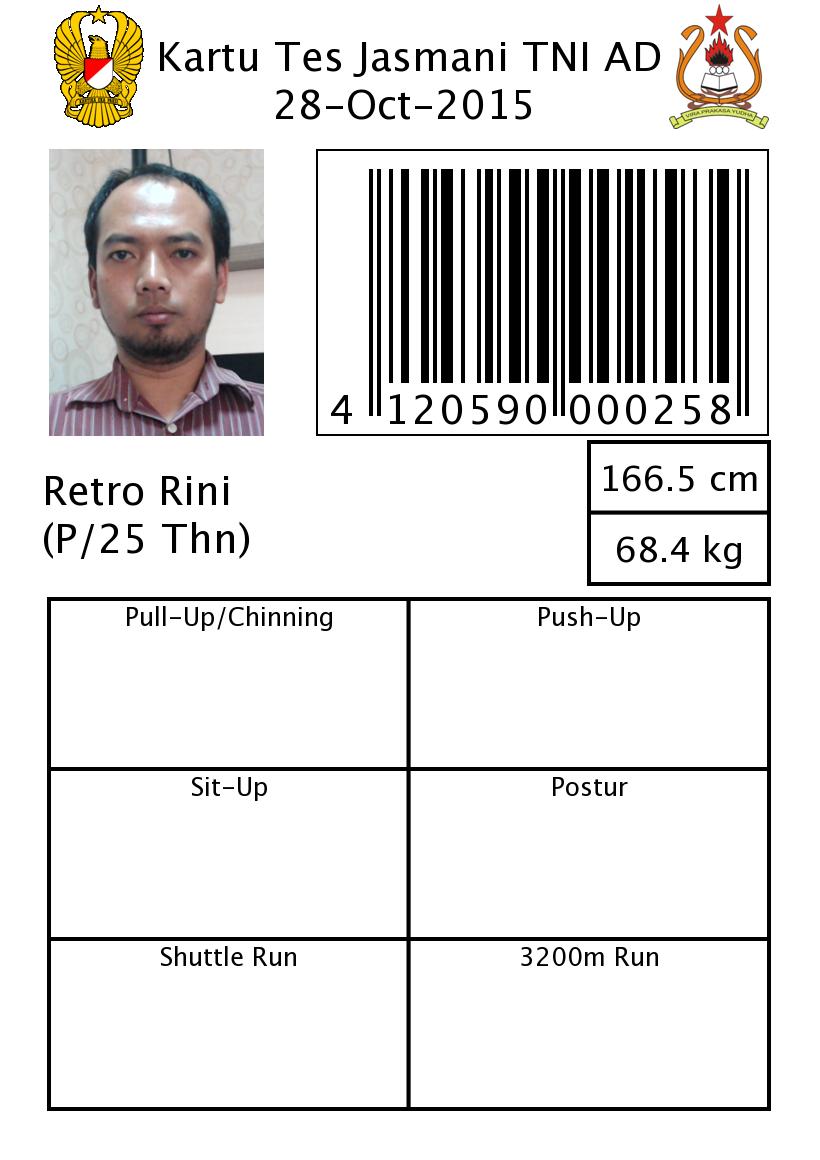 Kartu Tes Jasmani TNI AD
28-Oct-2015
VIRA PRAKASA YUDHA
4 120590 000258
166.5 cm
68.4 kg
Retro Rini
(P/25 Thn)
Pull-Up/Chinning
Push-Up
Sit-Up
Postur
Shuttle Run
3200m Run